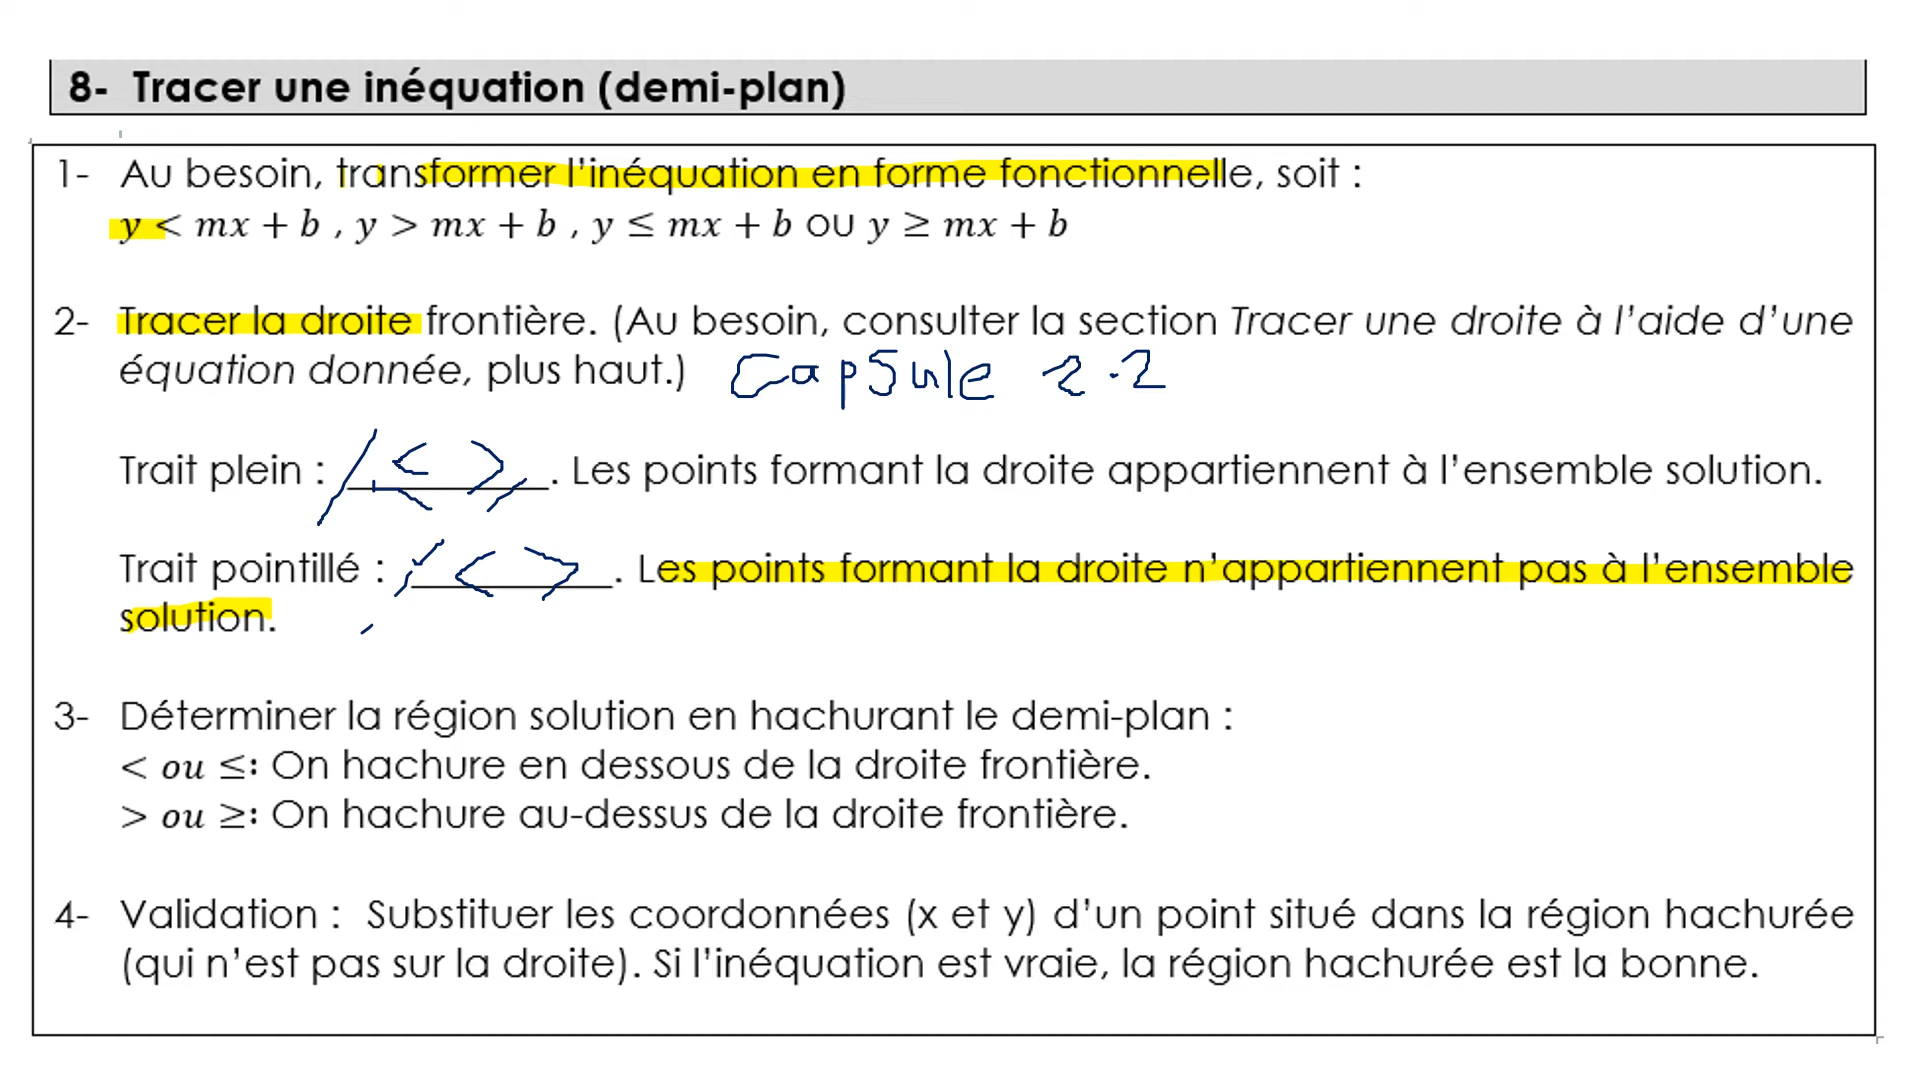 8- Tracer une inéquation (demi-plan)
1- Au besoin, transformer l'inéquation en forme fonctionnelle, soit :
y < mx + b , y > mx + b , y ≤ mx + b ou y ≥ mx + b
2- Tracer la droite frontière. (Au besoin, consulter la section Tracer une droite à l'aide d'une
équation donnée, plus haut.) Capsule 2.2
Trait plein : ≤ ≥. Les points formant la droite appartiennent à l'ensemble solution.
Trait pointillé : < >. Les points formant la droite n'appartiennent pas à l'ensemble
solution.
3- Déterminer la région solution en hachurant le demi-plan :
< ou ≤: On hachure en dessous de la droite frontière.
> ou ≥: On hachure au-dessus de la droite frontière.
4- Validation : Substituer les coordonnées (x et y) d'un point situé dans la région hachurée
(qui n'est pas sur la droite). Si l'inéquation est vraie, la région hachurée est la bonne.